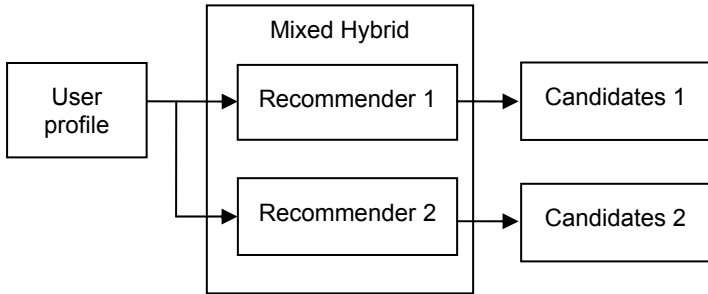 Mixed Hybrid
User
profile
Recommender 1
Candidates 1
Recommender 2
Candidates 2